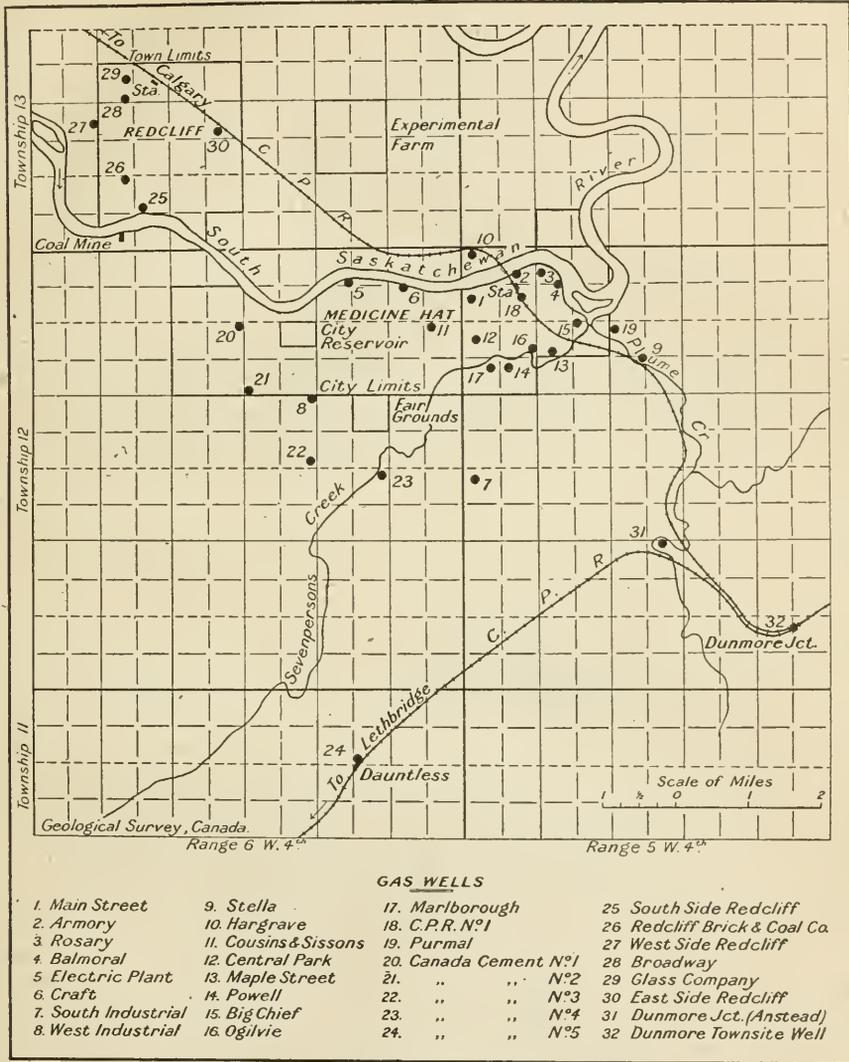 To Calgary
Town Limits
29
Sta.
28
27
REDCLIFF
30
Experimental
Farm
Township 13
C P R
River
26
25
Coal Mine
South Saskatchewan
10
2
3
5
6
1
Sta
4
18
MEDICINE HAT
20
City
Reservoir
11
12
16
15
19
13
Plume Cr.
9
17
14
21
City Limits
8
Fair
Grounds
22
23
7
Township 12
Creek
Sevenpersons
31
C. P. R
32
Dunmore Jct.
Township 11
24
To Lethbridge
Dauntless
Scale of Miles
1 ½ 0 1 2
Geological Survey, Canada.
Range 6 W. 4th
Range 5 W. 4th
GAS WELLS
1. Main Street
2. Armory
3. Rosary
4. Balmoral
5 Electric Plant
6. Craft
7. South Industrial
8. West Industrial
9. Stella
10. Hargrave
11. Cousins & Sissons
12. Central Park
13. Maple Street
14. Powell
15. Big Chief
16. Ogilvie
17. Marlborough
18. C.P.R. No. 1
19. Purmal
20. Canada Cement No. 1
21. „ „ No. 2
22. „ „ No. 3
23. „ „ No. 4
24. „ „ No. 5
25 South Side Redcliff
26 Redcliff Brick & Coal Co.
27 West Side Redcliff
28 Broadway
29 Glass Company
30 East Side Redcliff
31 Dunmore Jct. (Anstead)
32 Dunmore Townsite Well